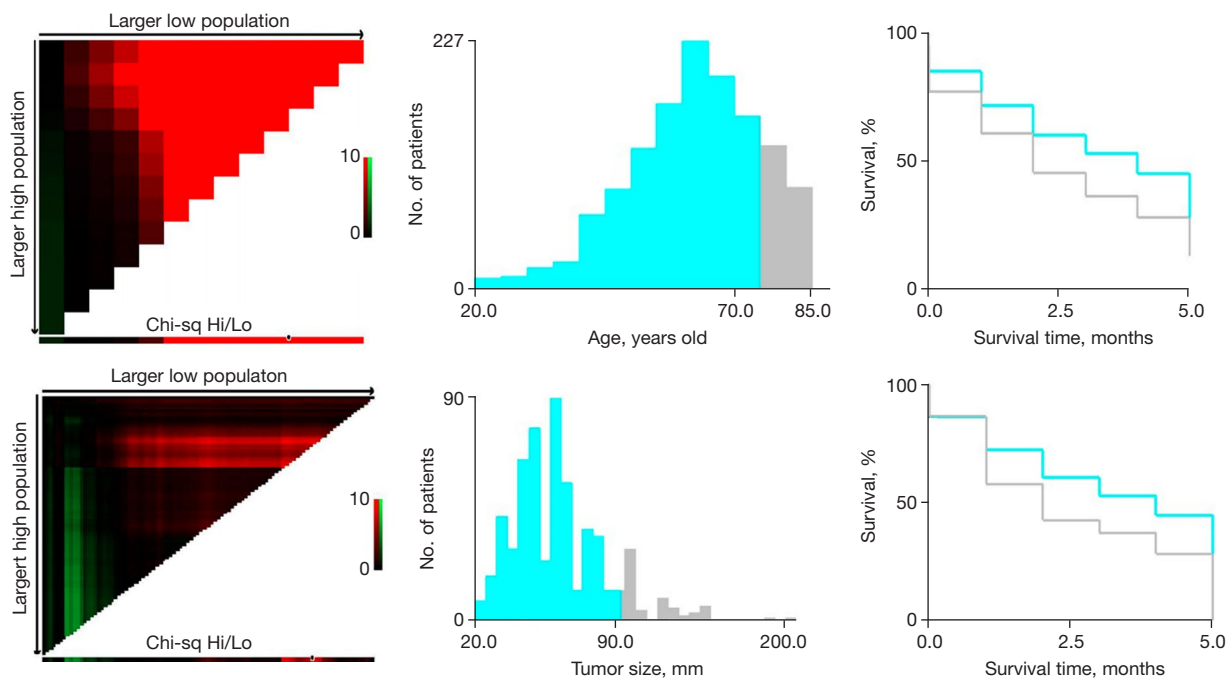 Larger low population
Larger high population
10
0
Chi-sq Hi/Lo
227
0
No. of patients
20.0
70.0
85.0
Age, years old
100
50
0
Survival, %
0.0
2.5
5.0
Survival time, months
Larger low populaton
Largert high population
10
0
Chi-sq Hi/Lo
90
0
No. of patients
20.0
90.0
200.0
Tumor size, mm
100
50
0
Survival, %
0.0
2.5
5.0
Survival time, months